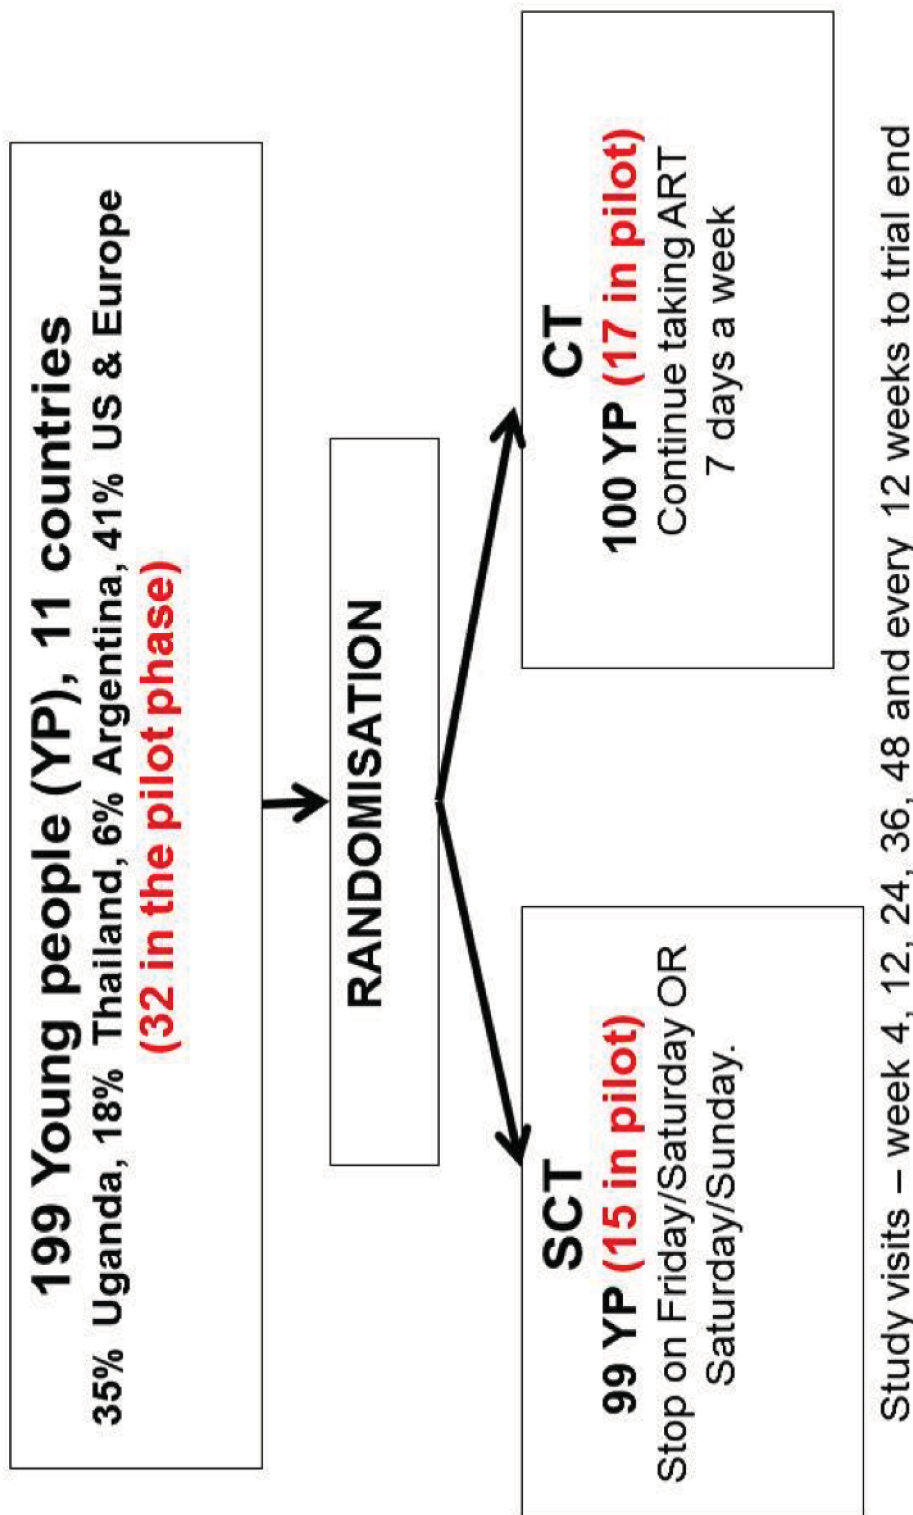 199 Young people (YP), 11 countries
35% Uganda, 18% Thailand, 6% Argentina, 41% US & Europe
(32 in the pilot phase)
RANDOMISATION
SCT
99 YP (15 in pilot)
Stop on Friday/Saturday OR
Saturday/Sunday.
CT
100 YP (17 in pilot)
Continue taking ART
7 days a week
Study visits – week 4, 12, 24, 36, 48 and every 12 weeks to trial end